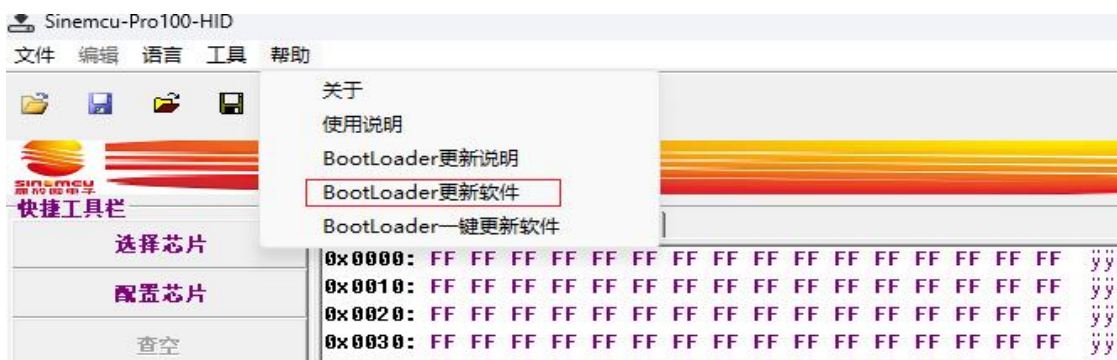 Sinemcu-Pro100-HID
文件 编辑 语言 工具 帮助
关于
使用说明
BootLoader更新说明
BootLoader更新软件
BootLoader一键更新软件
SINEMCU
快捷工具栏
选择芯片
配置芯片
查空
0x0000: FF FF FF FF FF FF FF FF FF FF FF FF FF FF FF FF ÿÿ
0x0010: FF FF FF FF FF FF FF FF FF FF FF FF FF FF FF FF ÿÿ
0x0020: FF FF FF FF FF FF FF FF FF FF FF FF FF FF FF FF ÿÿ
0x0030: FF FF FF FF FF FF FF FF FF FF FF FF FF FF FF FF ÿÿ